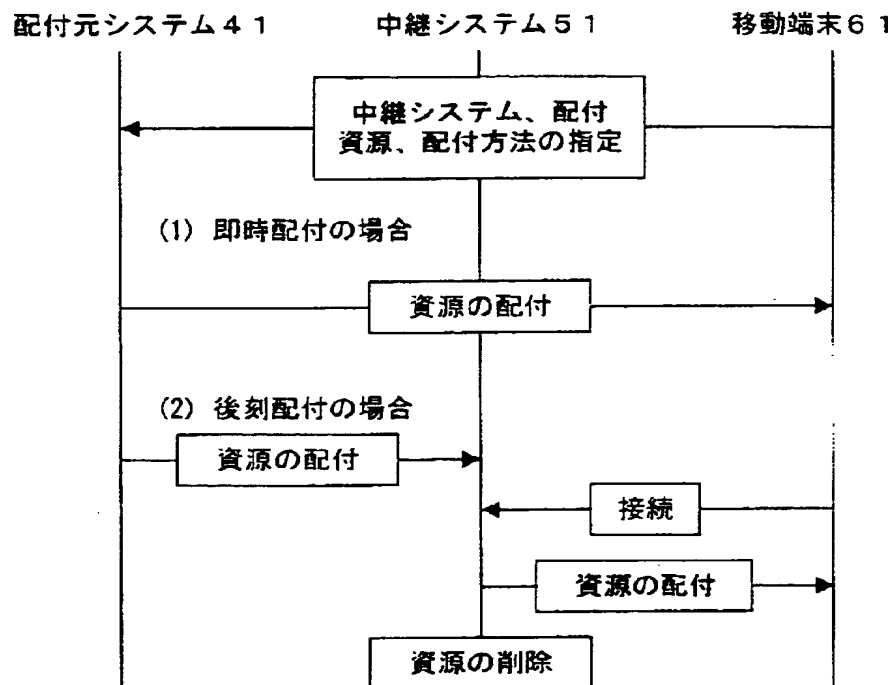 配付元システム４１
中継システム５１
移動端末６１
中継システム、配付
資源、配付方法の指定
(1) 即時配付の場合
資源の配付
(2) 後刻配付の場合
資源の配付
接続
資源の配付
資源の削除